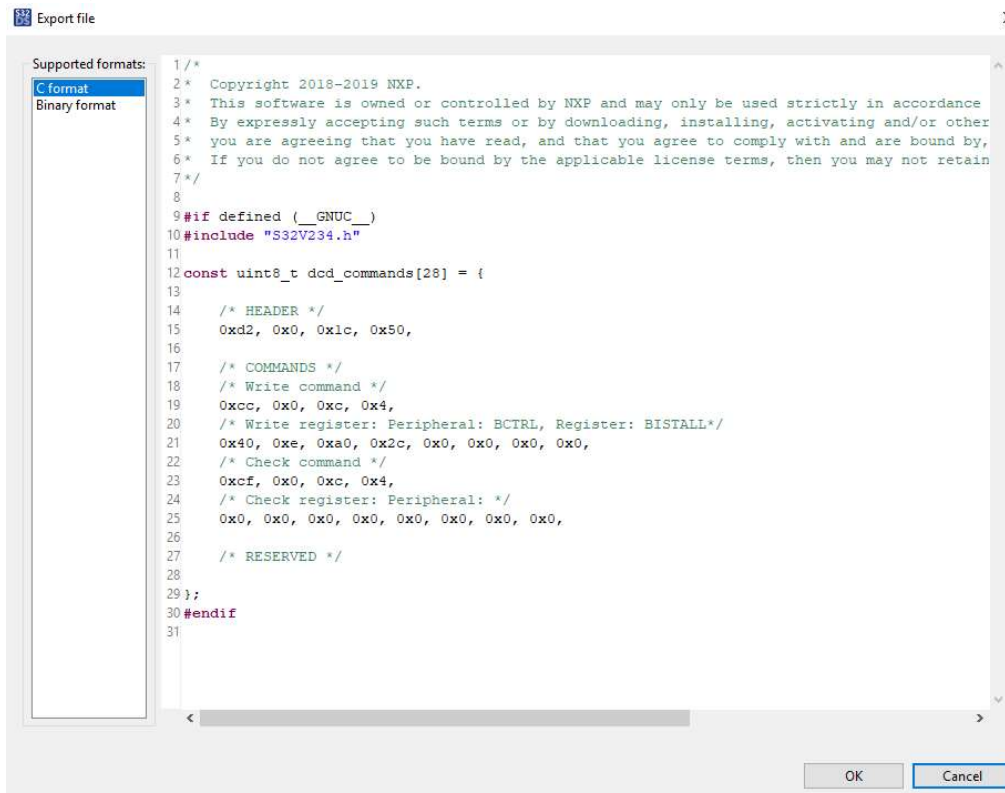 Export file
Supported formats:
C format
Binary format
1 /*
2 *  Copyright 2018-2019 NXP.
3 *  This software is owned or controlled by NXP and may only be used strictly in accordance
4 *  By expressly accepting such terms or by downloading, installing, activating and/or other
5 *  you are agreeing that you have read, and that you agree to comply with and are bound by,
6 *  If you do not agree to be bound by the applicable license terms, then you may not retain
7 */
8
9 #if defined (__GNUC__)
10 #include "S32V234.h"
11
12 const uint8_t dcd_commands[28] = {
13
14     /* HEADER */
15     0xd2, 0x0, 0x1c, 0x50,
16
17     /* COMMANDS */
18     /* Write command */
19     0xcc, 0x0, 0xc, 0x4,
20     /* Write register: Peripheral: BCTRL, Register: BISTALL*/
21     0x40, 0xe, 0xa0, 0x2c, 0x0, 0x0, 0x0, 0x0,
22     /* Check command */
23     0xcf, 0x0, 0xc, 0x4,
24     /* Check register: Peripheral: */
25     0x0, 0x0, 0x0, 0x0, 0x0, 0x0, 0x0, 0x0,
26
27     /* RESERVED */
28
29 };
30 #endif
31
OK
Cancel